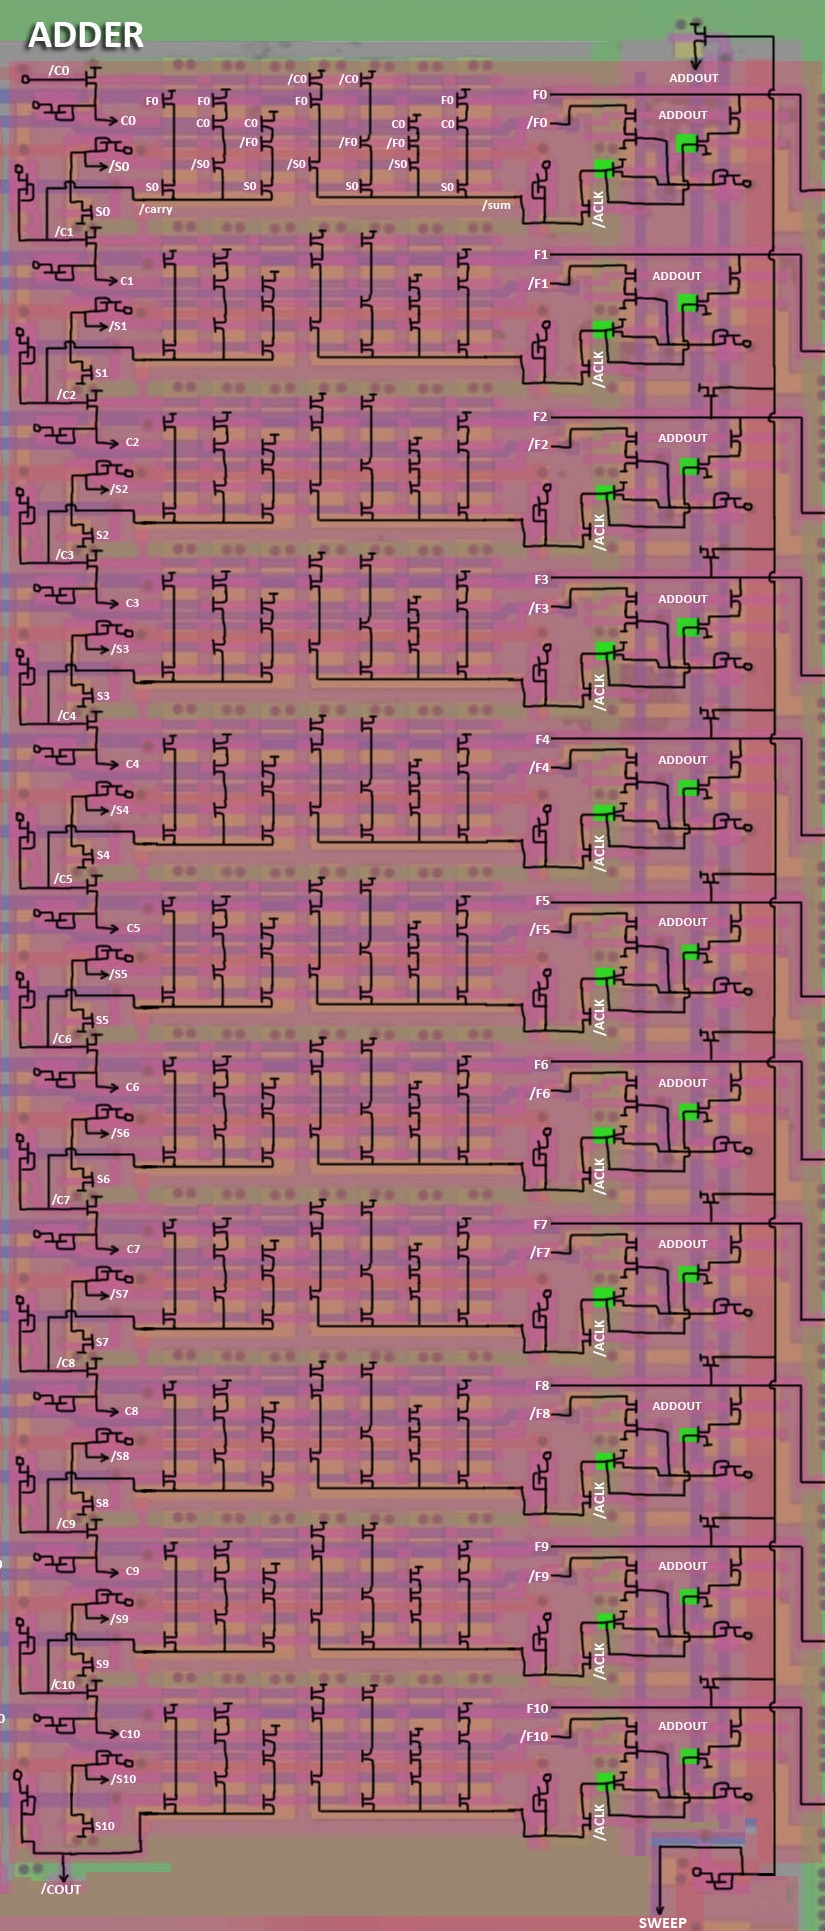 ADDER
/C0
ADDOUT
/C0 /C0
F0 F0 F0 F0 F0
C0
C0 C0 C0 C0 /F0
ADDOUT
/F0 /F0 /F0
/S0
/S0 /S0 /S0
S0 S0 S0 S0
S0
/carry /sum
/ACLK
/C1
F1
C1
/F1
ADDOUT
/S1
S1
/ACLK
/C2
F2
C2
/F2
ADDOUT
/S2
S2
/ACLK
/C3
F3
C3
/F3
ADDOUT
/S3
S3
/ACLK
/C4
F4
C4
/F4
ADDOUT
/S4
S4
/ACLK
/C5
F5
C5
/F5
ADDOUT
/S5
S5
/ACLK
/C6
F6
C6
/F6
ADDOUT
/S6
S6
/ACLK
/C7
F7
C7
/F7
ADDOUT
/S7
S7
/ACLK
/C8
F8
C8
/F8
ADDOUT
/S8
S8
/ACLK
/C9
F9
C9
/F9
ADDOUT
/S9
S9
/ACLK
/C10
F10
C10
/F10
ADDOUT
/S10
S10
/ACLK
/COUT
SWEEP